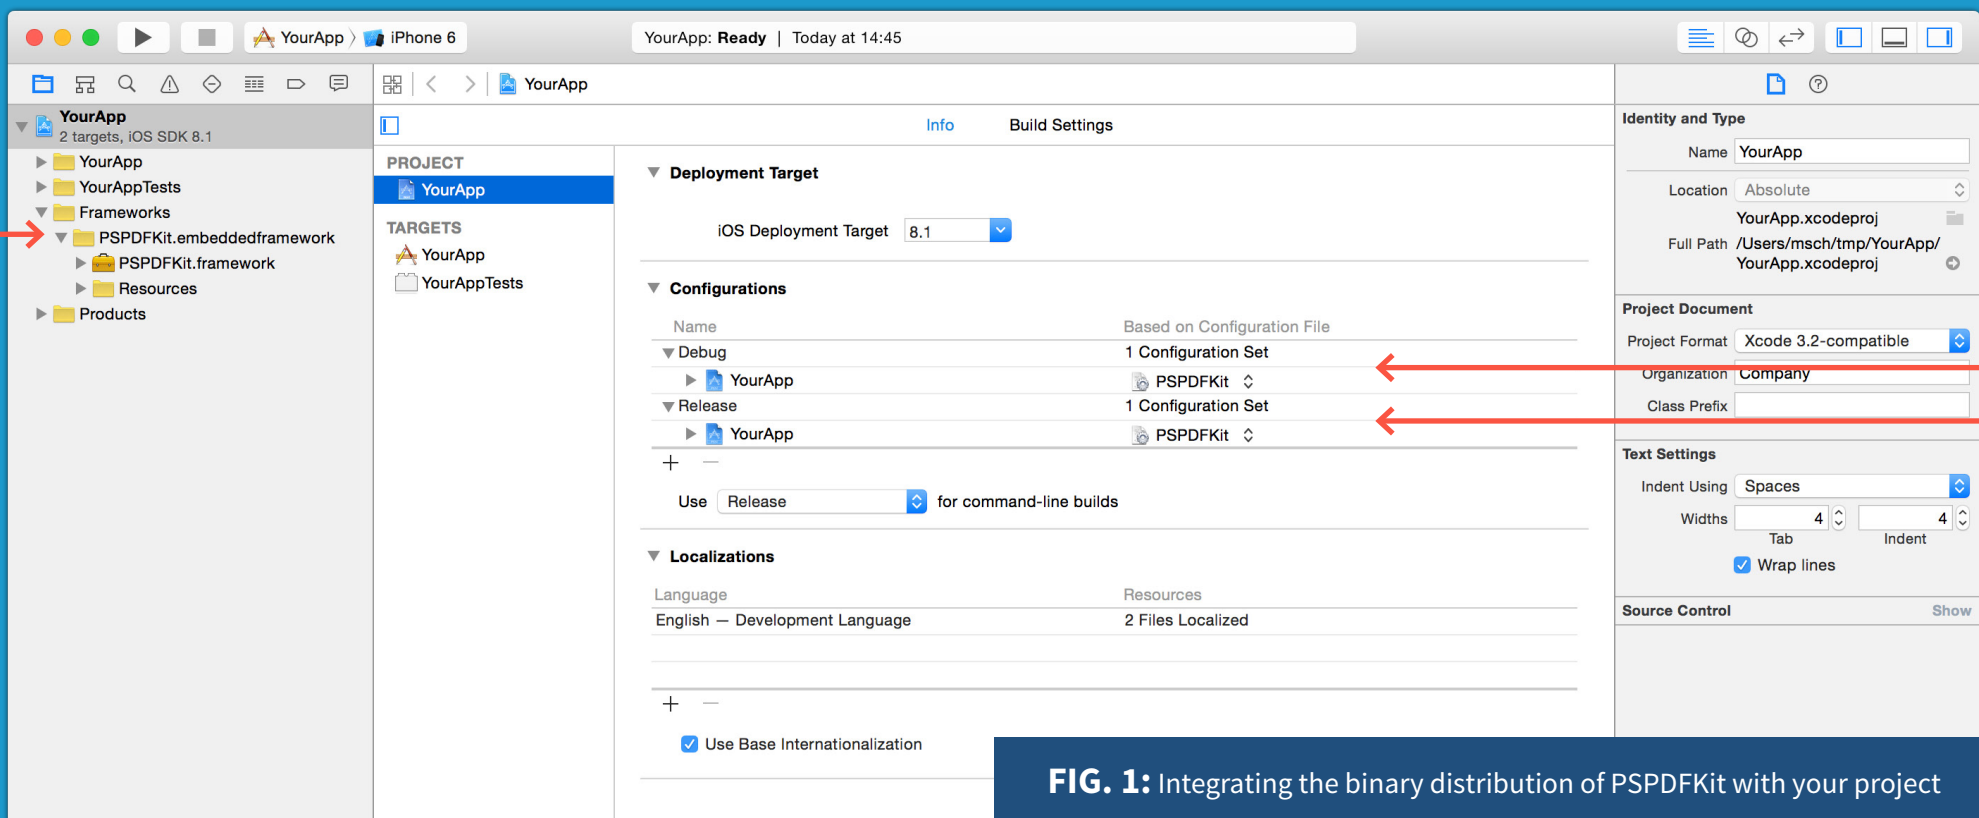 YourApp iPhone 6
YourApp: Ready | Today at 14:45
YourApp
YourApp
2 targets, iOS SDK 8.1
YourApp
YourAppTests
Frameworks
PSPDFKit.embeddedframework
PSPDFKit.framework
Resources
Products
Info Build Settings
PROJECT
YourApp
TARGETS
YourApp
YourAppTests
Deployment Target
iOS Deployment Target 8.1
Configurations
Name Based on Configuration File
Debug 1 Configuration Set
YourApp PSPDFKit
Release 1 Configuration Set
YourApp PSPDFKit
Use Release for command-line builds
Localizations
Language Resources
English — Development Language 2 Files Localized
Use Base Internationalization
Identity and Type
Name YourApp
Location Absolute
YourApp.xcodeproj
Full Path /Users/msch/tmp/YourApp/
YourApp.xcodeproj
Project Document
Project Format Xcode 3.2-compatible
Organization Company
Class Prefix
Text Settings
Indent Using Spaces
Widths 4 4
Tab Indent
Wrap lines
Source Control Show
FIG. 1: Integrating the binary distribution of PSPDFKit with your project